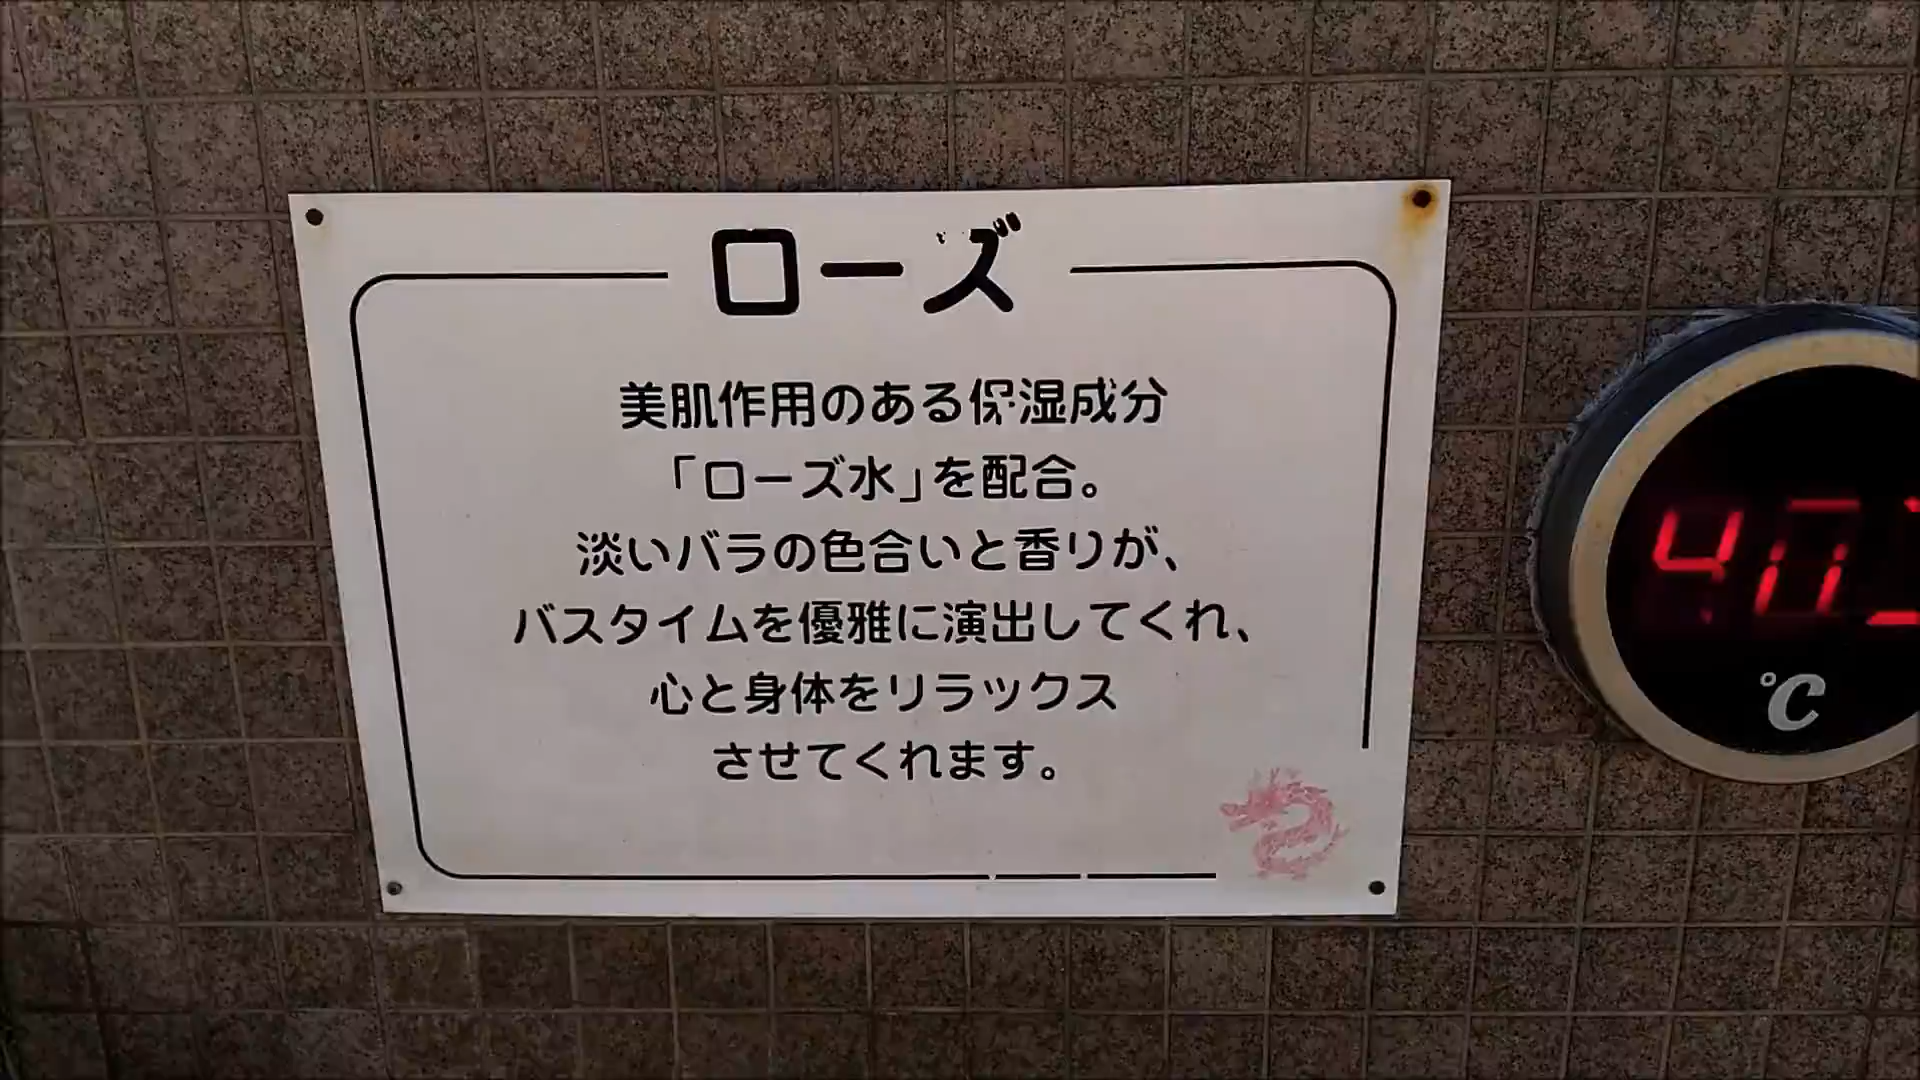 ローズ
美肌作用のある保湿成分
「ローズ水」を配合。
淡いバラの色合いと香りが、
バスタイムを優雅に演出してくれ、
心と身体をリラックス
させてくれます。
℃